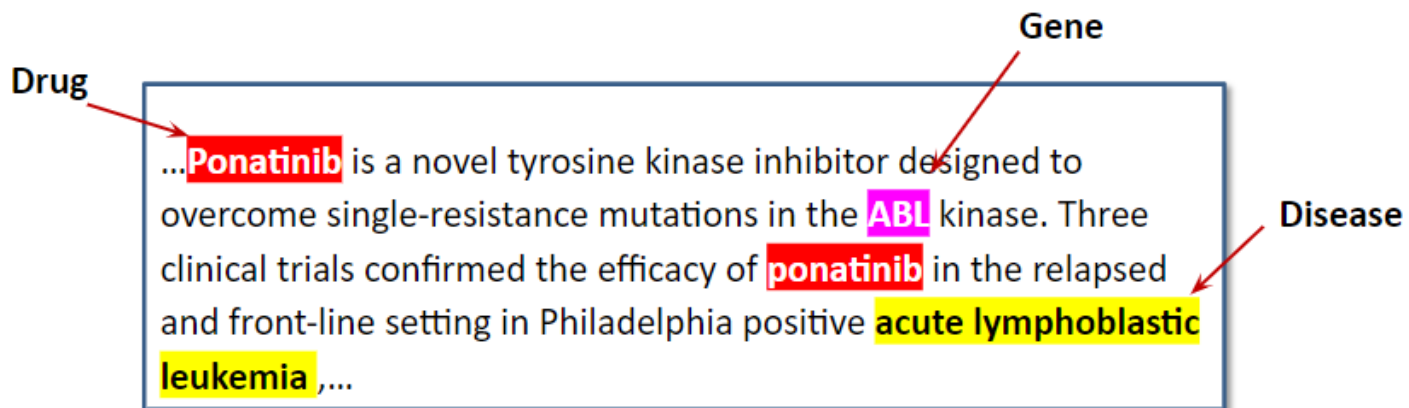 Gene
Drug
...Ponatinib is a novel tyrosine kinase inhibitor designed to
overcome single-resistance mutations in the ABL kinase. Three
Disease
clinical trials confirmed the efficacy of ponatinib in the relapsed
and front-line setting in Philadelphia positive acute lymphoblastic
leukemia ,...